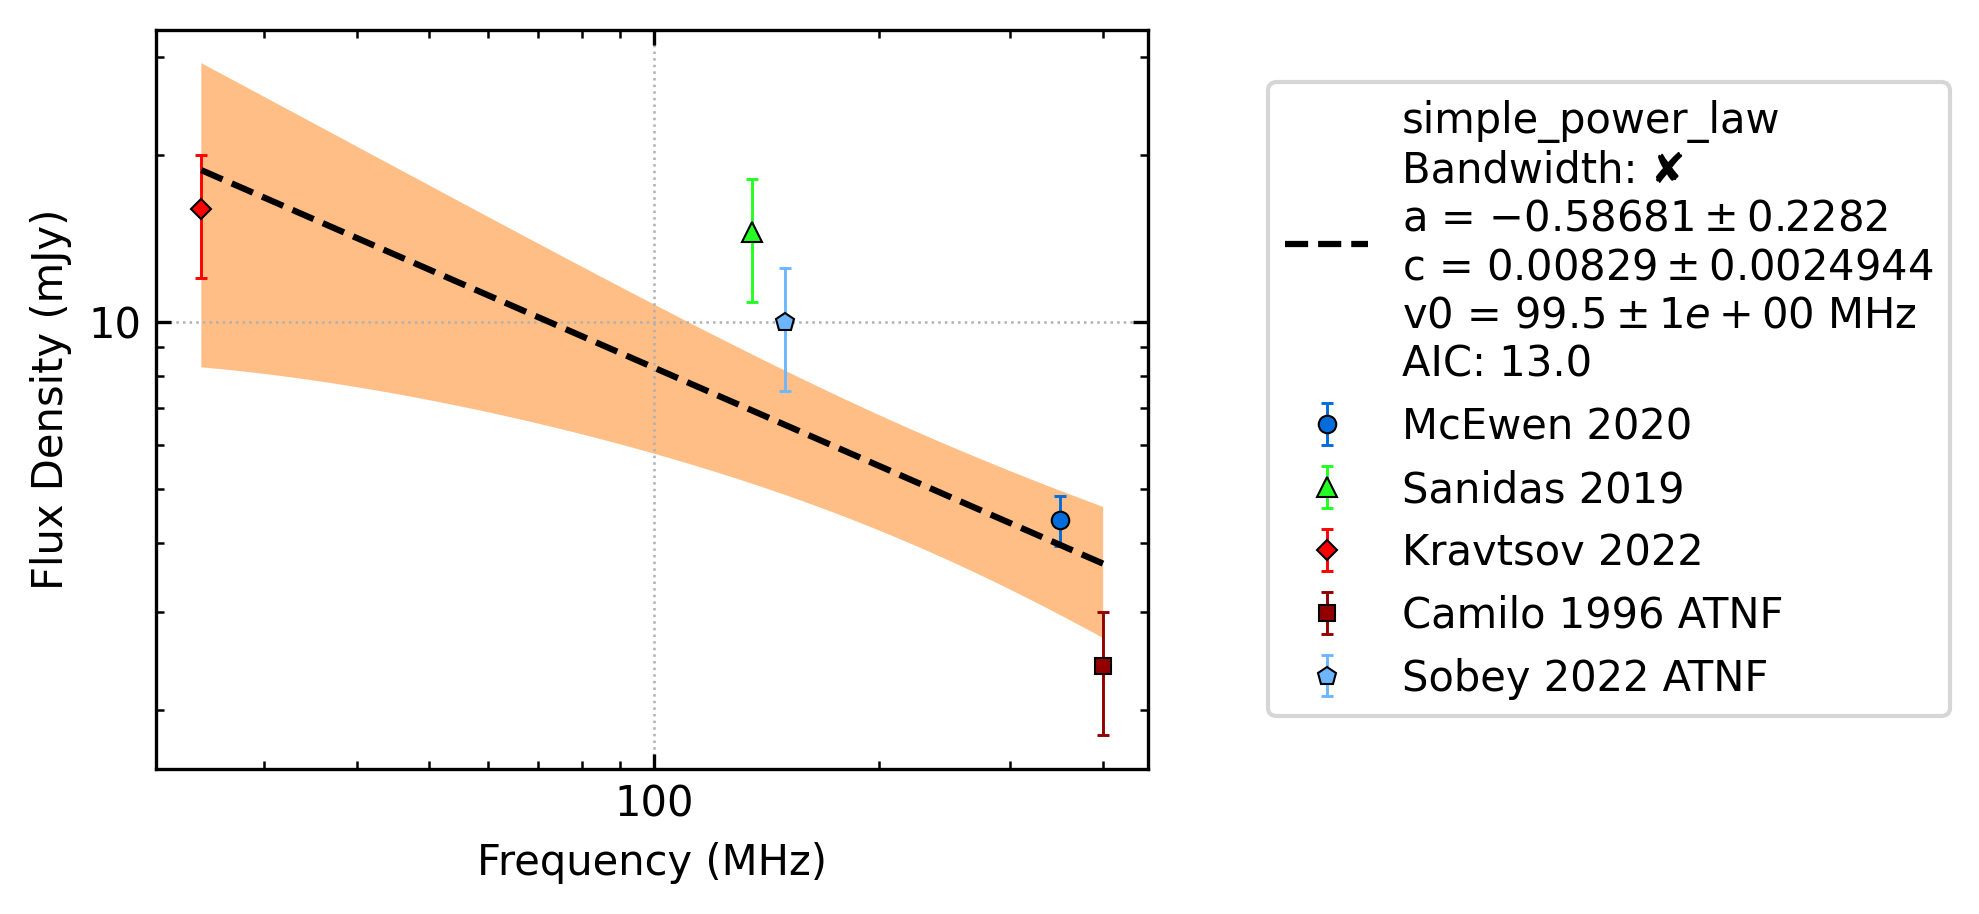 10
100
Frequency (MHz)
Flux Density (mJy)
simple_power_law
Bandwidth: ✘
a = −0.58681 ± 0.2282
c = 0.00829 ± 0.0024944
v0 = 99.5 ± 1e + 00 MHz
AIC: 13.0
McEwen 2020
Sanidas 2019
Kravtsov 2022
Camilo 1996 ATNF
Sobey 2022 ATNF